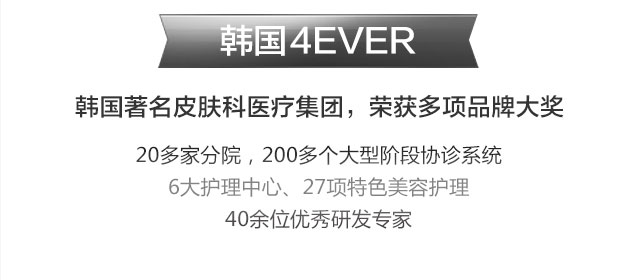 韩国4EVER
韩国著名皮肤科医疗集团，荣获多项品牌大奖
20多家分院，200多个大型阶段协诊系统
6大护理中心、27项特色美容护理
40余位优秀研发专家